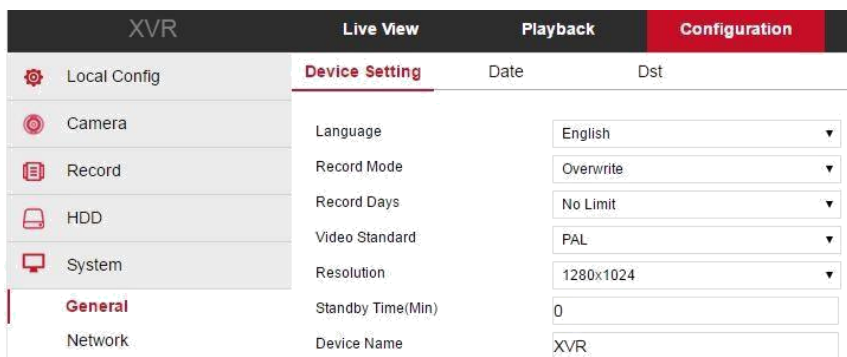 XVR Live View Playback Configuration
Local Config
Camera
Record
HDD
System
General
Network
Device Setting Date Dst
Language English
Record Mode Overwrite
Record Days No Limit
Video Standard PAL
Resolution 1280x1024
Standby Time(Min) 0
Device Name XVR